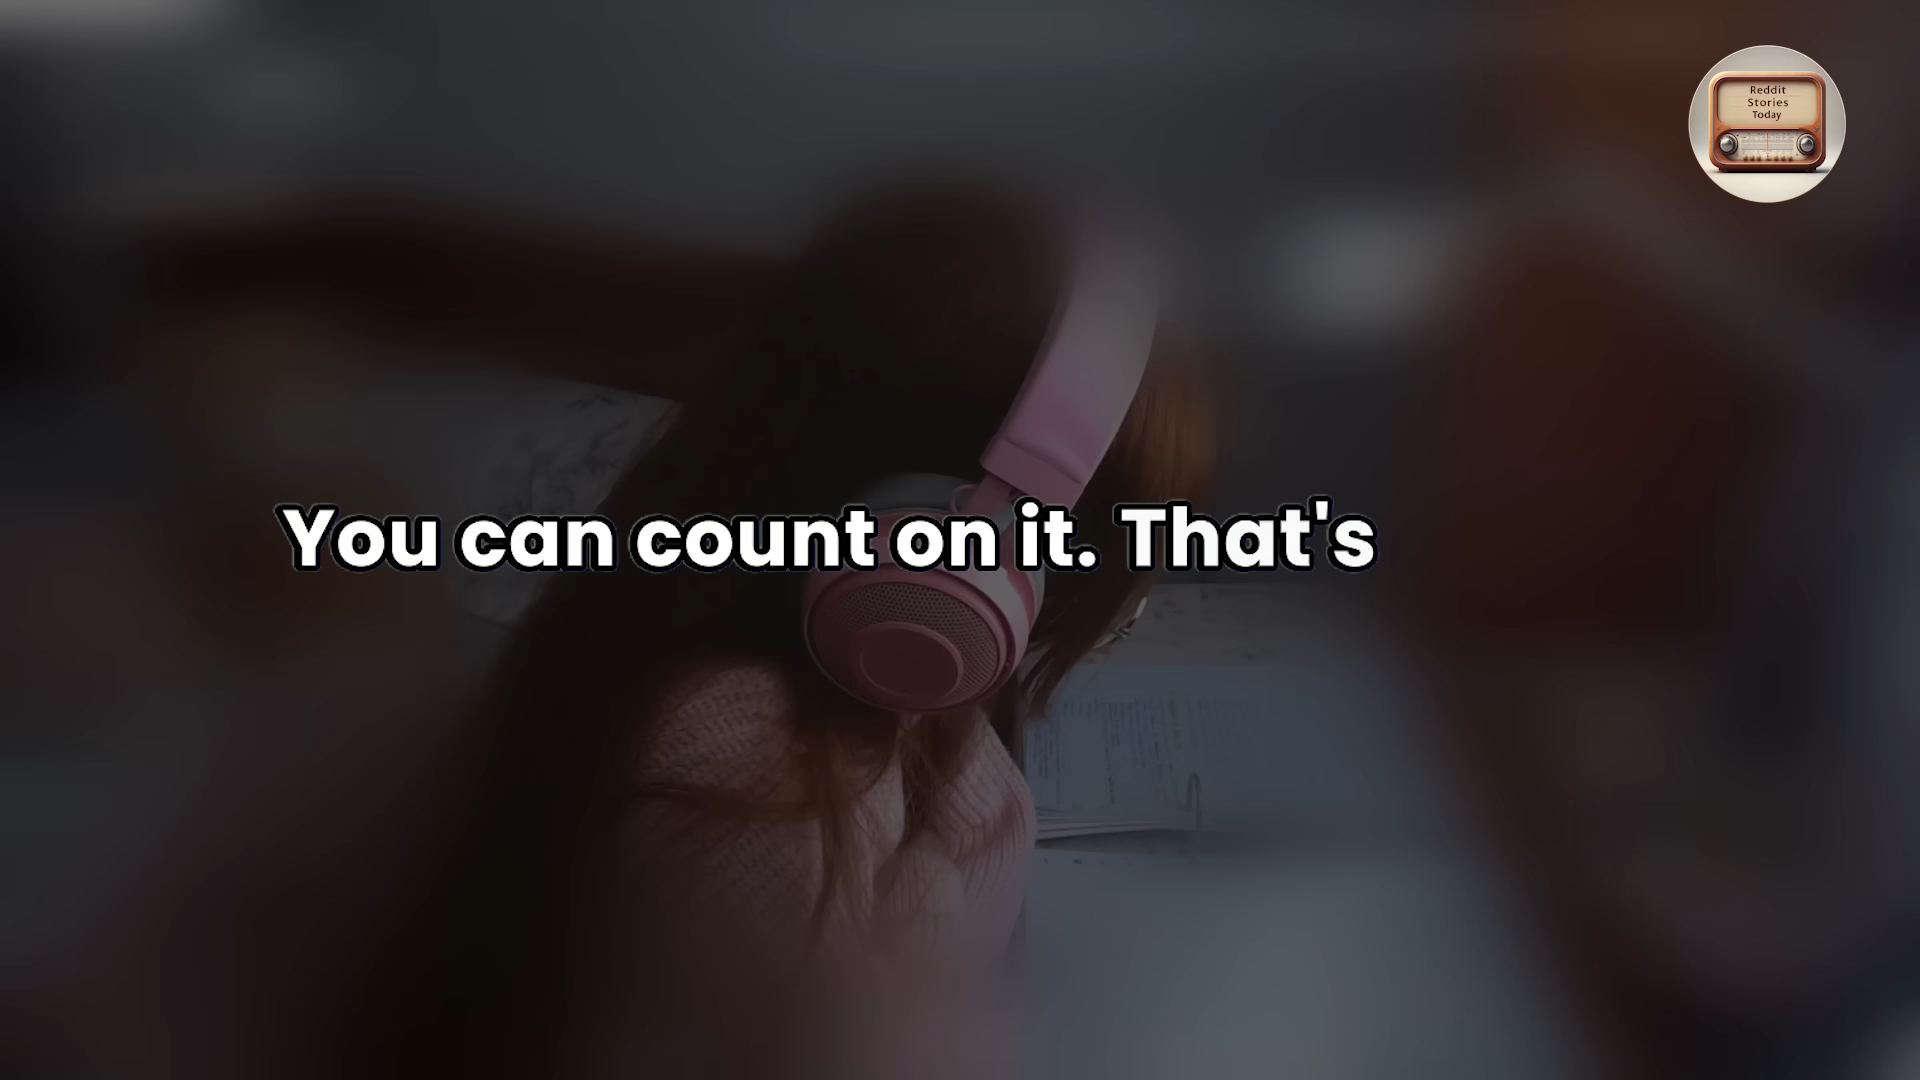 Reddit
Stories
Today
You can count on it. That's